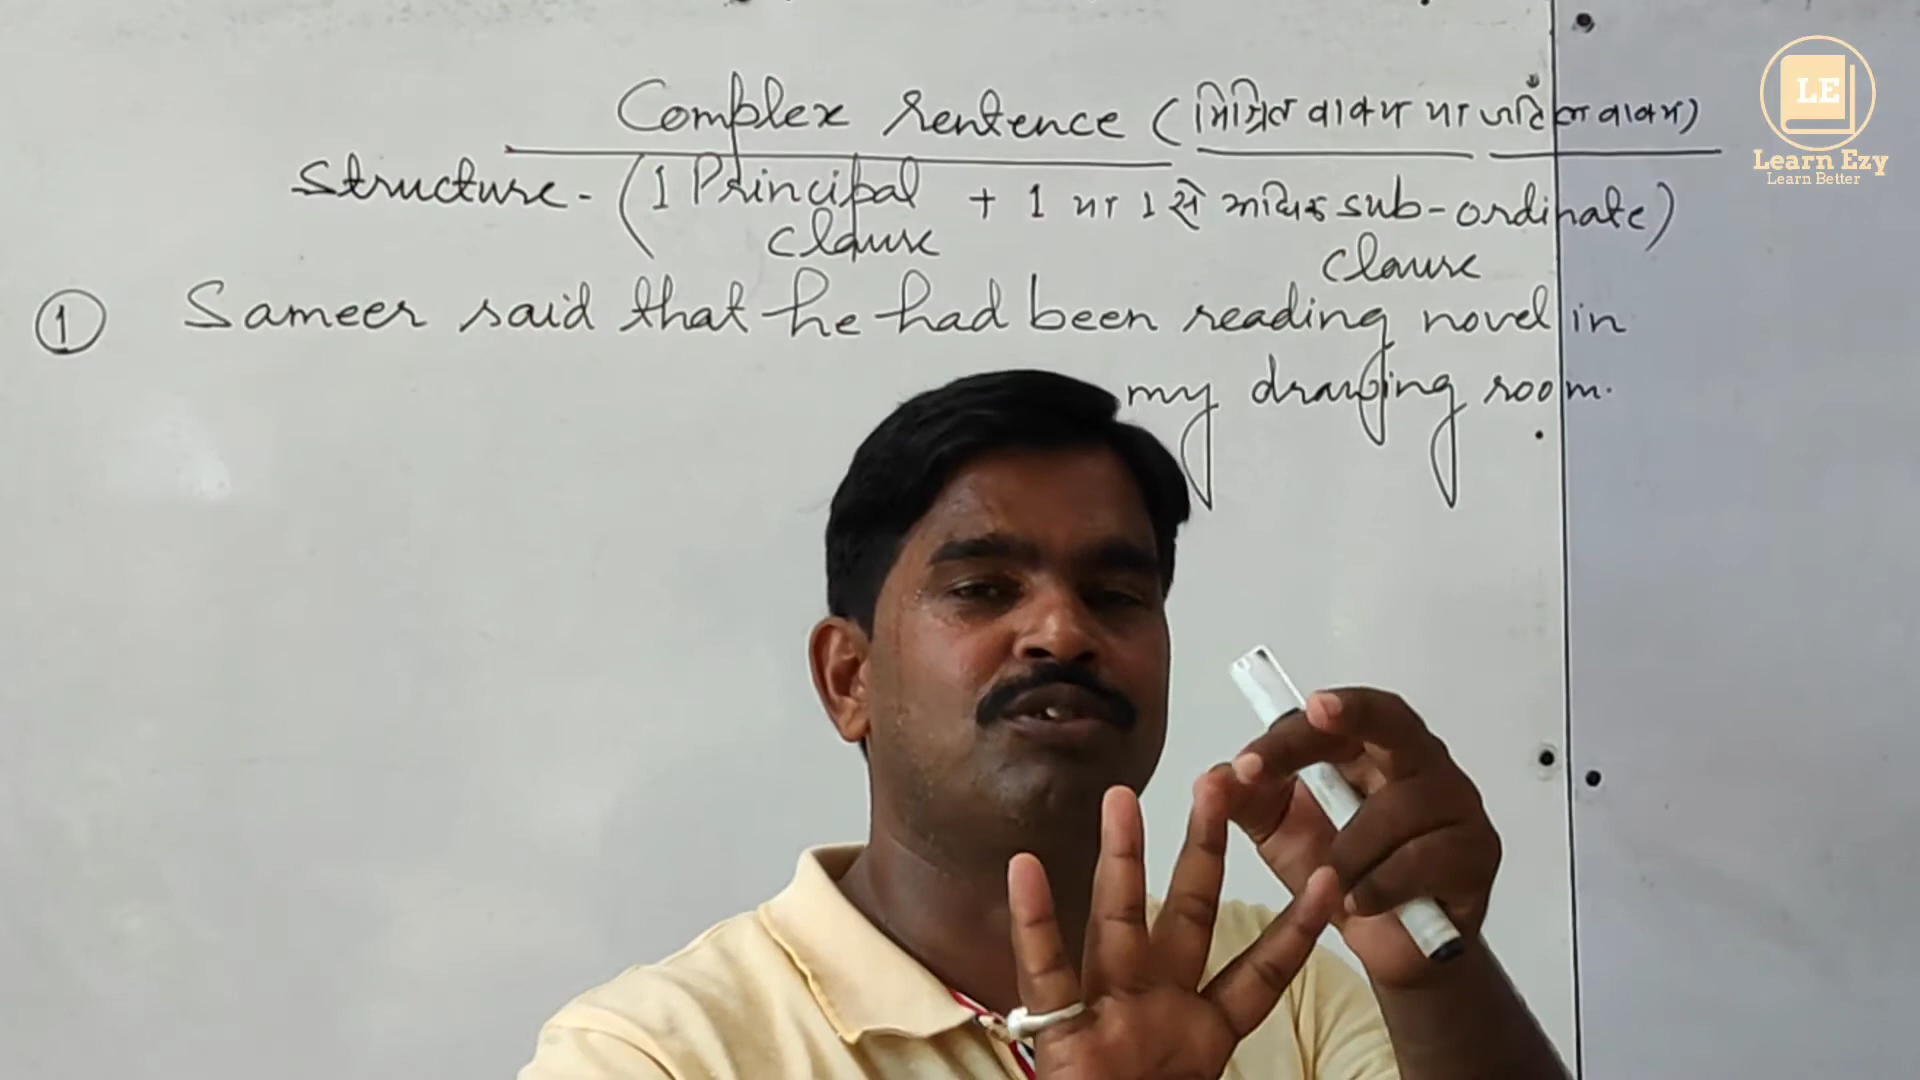 Complex Sentence (मिश्रित वाक्य या जटिल वाक्य)
Structure - (1 Principal + 1 या 1 से अधिक sub-ordinate)
clause clause
① Sameer said that he had been reading novel in
my drawing room.
LE
Learn Ezy
Learn Better